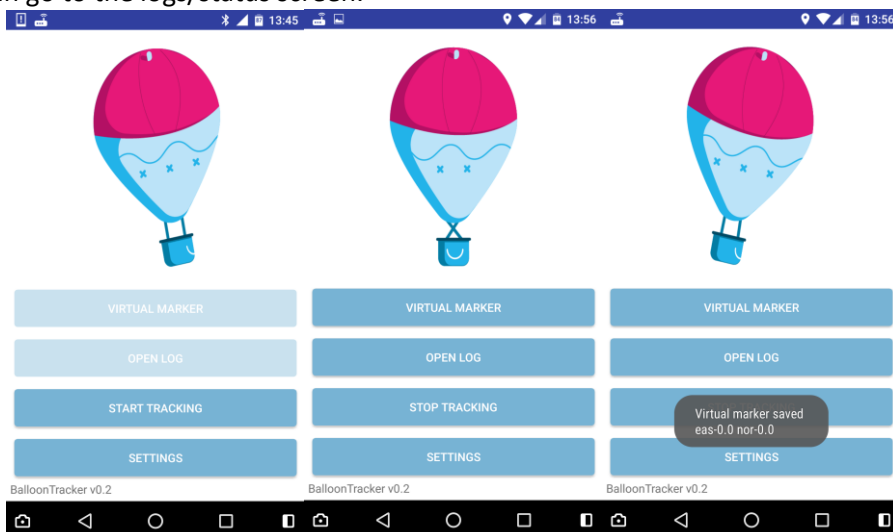 go to the logs/status screen.
13:45
13:56
13:56
VIRTUAL MARKER
OPEN LOG
START TRACKING
SETTINGS
BalloonTracker v0.2
VIRTUAL MARKER
OPEN LOG
STOP TRACKING
SETTINGS
BalloonTracker v0.2
VIRTUAL MARKER
OPEN LOG
Virtual marker saved
eas-0.0 nor-0.0
SETTINGS
BalloonTracker v0.2